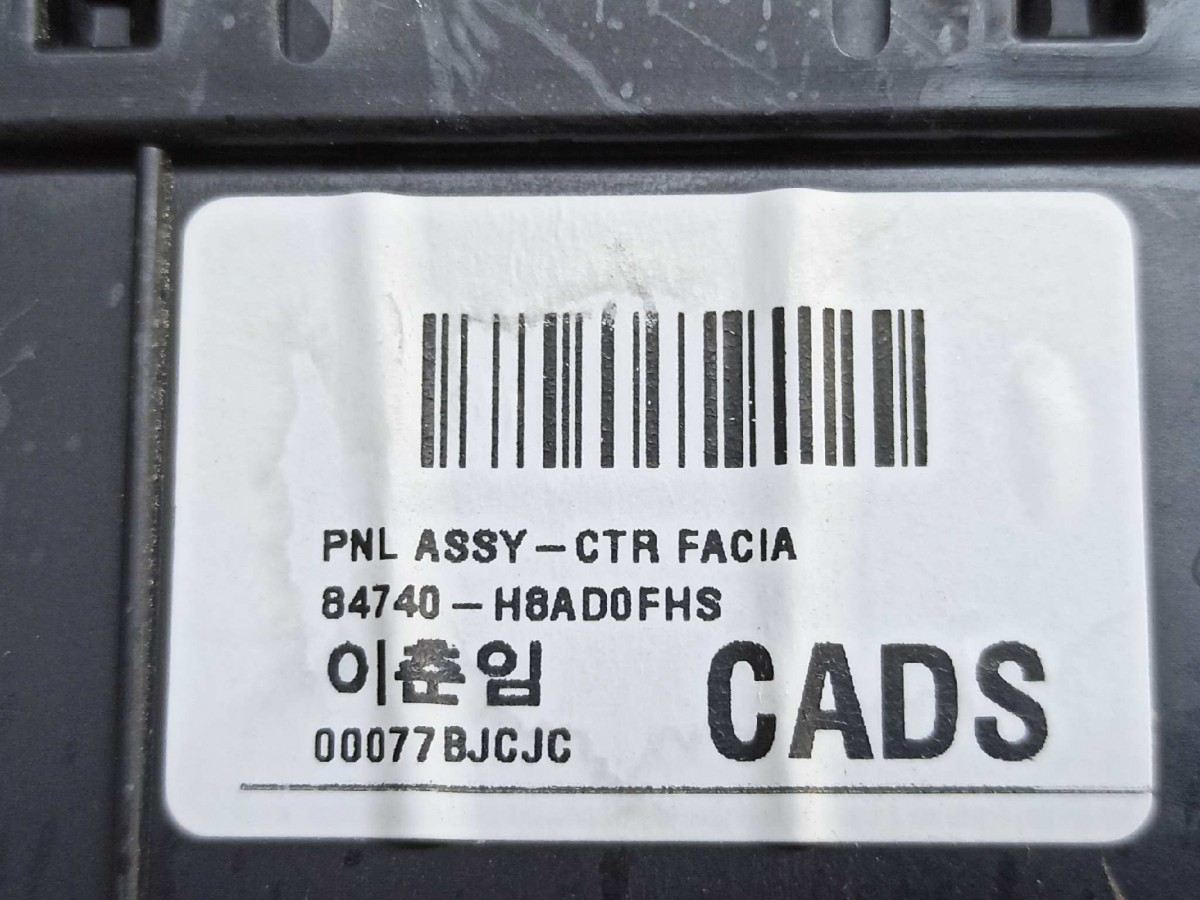 PNL ASSY-CTR FACIA
84740-H8AD0FHS
이춘임
CADS
00077BJCJC